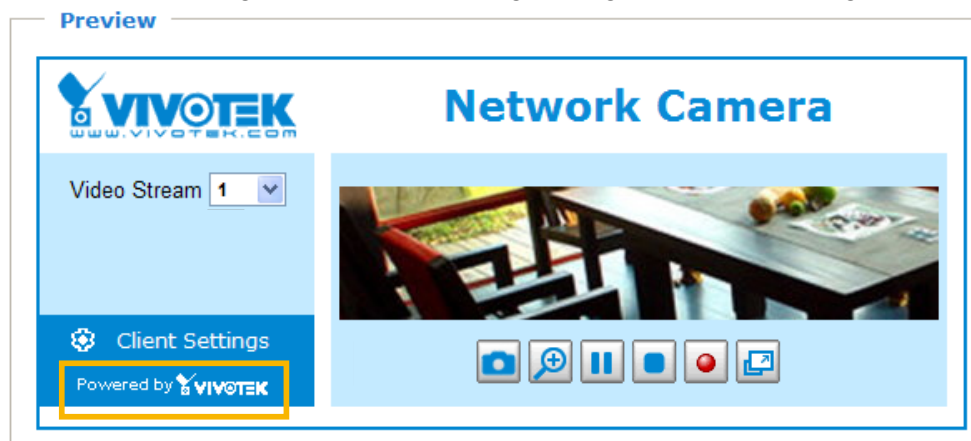 Preview
VIVOTEK
www.vivotek.com
Network Camera
Video Stream 1
Client Settings
Powered by VIVOTEK